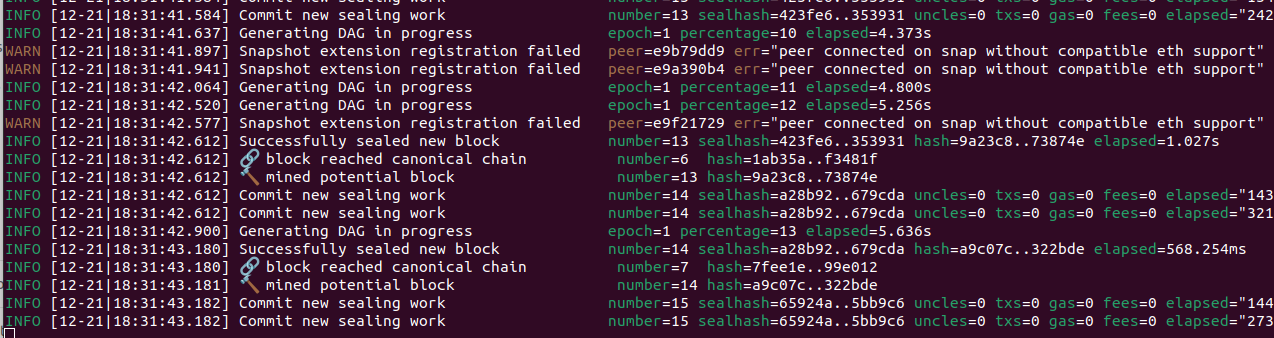 INFO [12-21|18:31:41.584] Commit new sealing work number=13 sealhash=423fe6..353931 uncles=0 txs=0 gas=0 fees=0 elapsed="242
INFO [12-21|18:31:41.637] Generating DAG in progress epoch=1 percentage=10 elapsed=4.373s
WARN [12-21|18:31:41.897] Snapshot extension registration failed peer=e9b79dd9 err="peer connected on snap without compatible eth support"
WARN [12-21|18:31:41.941] Snapshot extension registration failed peer=e9a390b4 err="peer connected on snap without compatible eth support"
INFO [12-21|18:31:42.064] Generating DAG in progress epoch=1 percentage=11 elapsed=4.800s
INFO [12-21|18:31:42.520] Generating DAG in progress epoch=1 percentage=12 elapsed=5.256s
WARN [12-21|18:31:42.577] Snapshot extension registration failed peer=e9f21729 err="peer connected on snap without compatible eth support"
INFO [12-21|18:31:42.612] Successfully sealed new block number=13 sealhash=423fe6..353931 hash=9a23c8..73874e elapsed=1.027s
INFO [12-21|18:31:42.612] 🔗 block reached canonical chain number=6 hash=1ab35a..f3481f
INFO [12-21|18:31:42.612] 🔨 mined potential block number=13 hash=9a23c8..73874e
INFO [12-21|18:31:42.612] Commit new sealing work number=14 sealhash=a28b92..679cda uncles=0 txs=0 gas=0 fees=0 elapsed="143
INFO [12-21|18:31:42.612] Commit new sealing work number=14 sealhash=a28b92..679cda uncles=0 txs=0 gas=0 fees=0 elapsed="321
INFO [12-21|18:31:42.900] Generating DAG in progress epoch=1 percentage=13 elapsed=5.636s
INFO [12-21|18:31:43.180] Successfully sealed new block number=14 sealhash=a28b92..679cda hash=a9c07c..322bde elapsed=568.254ms
INFO [12-21|18:31:43.180] 🔗 block reached canonical chain number=7 hash=7fee1e..99e012
INFO [12-21|18:31:43.181] 🔨 mined potential block number=14 hash=a9c07c..322bde
INFO [12-21|18:31:43.182] Commit new sealing work number=15 sealhash=65924a..5bb9c6 uncles=0 txs=0 gas=0 fees=0 elapsed="144
INFO [12-21|18:31:43.182] Commit new sealing work number=15 sealhash=65924a..5bb9c6 uncles=0 txs=0 gas=0 fees=0 elapsed="273